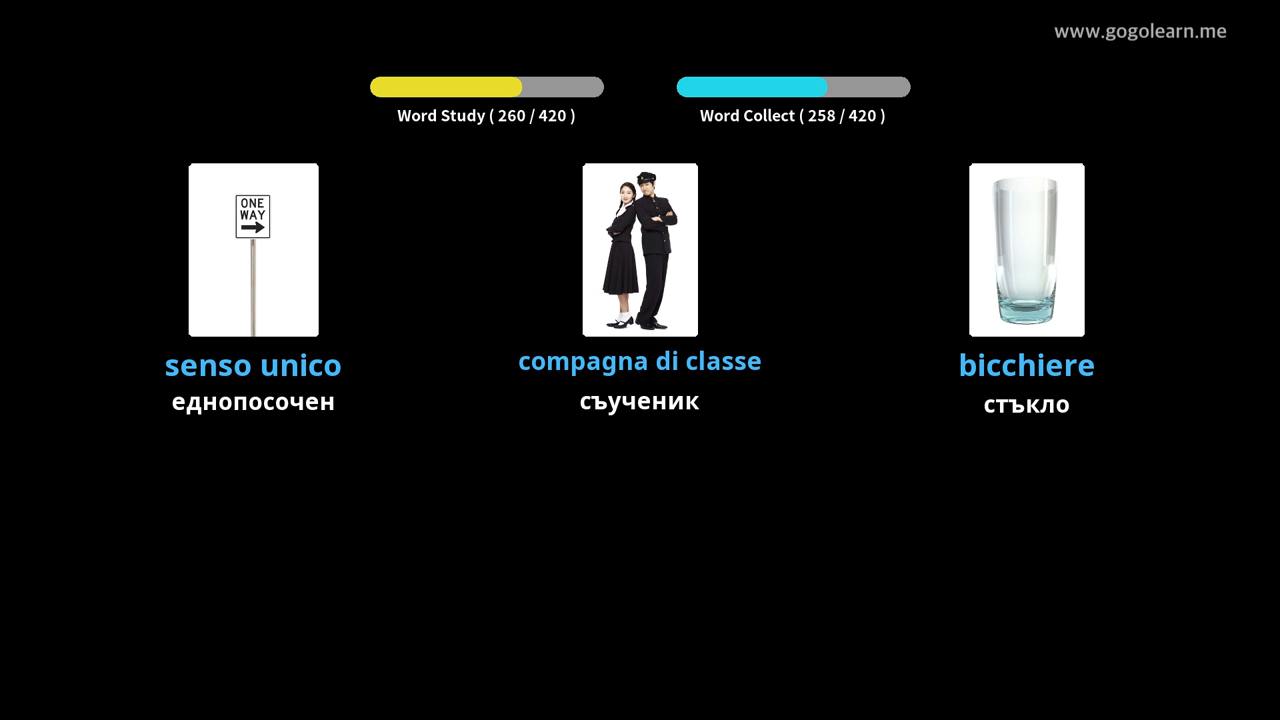 www.gogolearn.me
Word Study ( 260 / 420 )
Word Collect ( 258 / 420 )
ONE
WAY
senso unico
еднопосочен
compagna di classe
съученик
bicchiere
стъкло